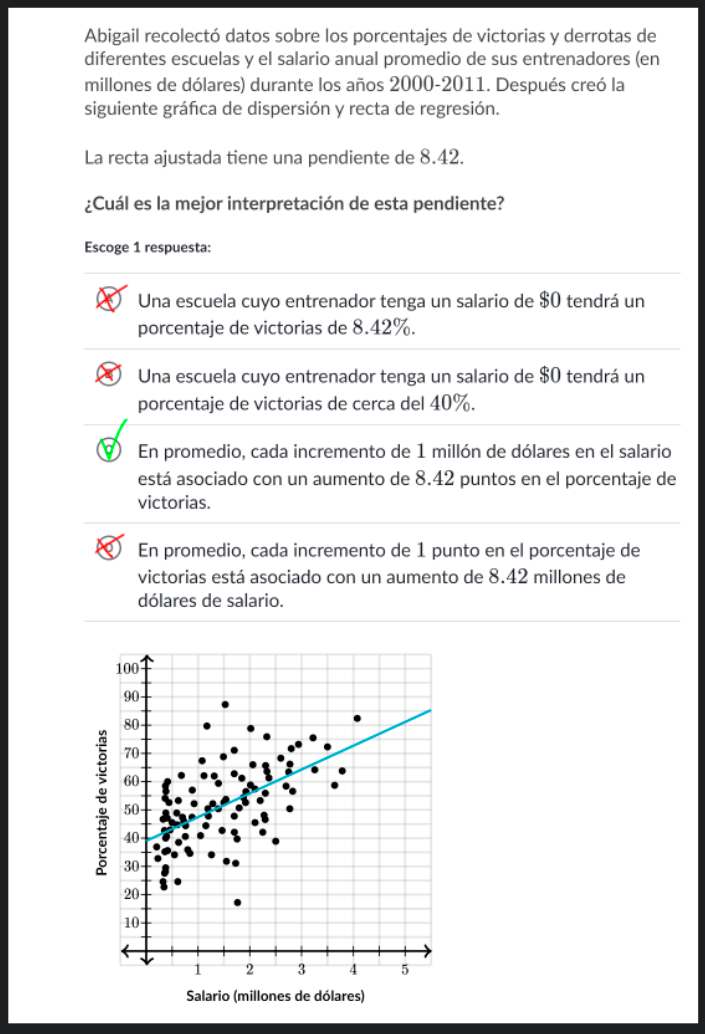 Abigail recolectó datos sobre los porcentajes de victorias y derrotas de
diferentes escuelas y el salario anual promedio de sus entrenadores (en
millones de dólares) durante los años 2000-2011. Después creó la
siguiente gráfica de dispersión y recta de regresión.
La recta ajustada tiene una pendiente de 8.42.
¿Cuál es la mejor interpretación de esta pendiente?
Escoge 1 respuesta:
Una escuela cuyo entrenador tenga un salario de $0 tendrá un
porcentaje de victorias de 8.42%.
Una escuela cuyo entrenador tenga un salario de $0 tendrá un
porcentaje de victorias de cerca del 40%.
En promedio, cada incremento de 1 millón de dólares en el salario
está asociado con un aumento de 8.42 puntos en el porcentaje de
victorias.
En promedio, cada incremento de 1 punto en el porcentaje de
victorias está asociado con un aumento de 8.42 millones de
dólares de salario.
Porcentaje de victorias
100
90
80
70
60
50
40
30
20
10
1 2 3 4 5
Salario (millones de dólares)